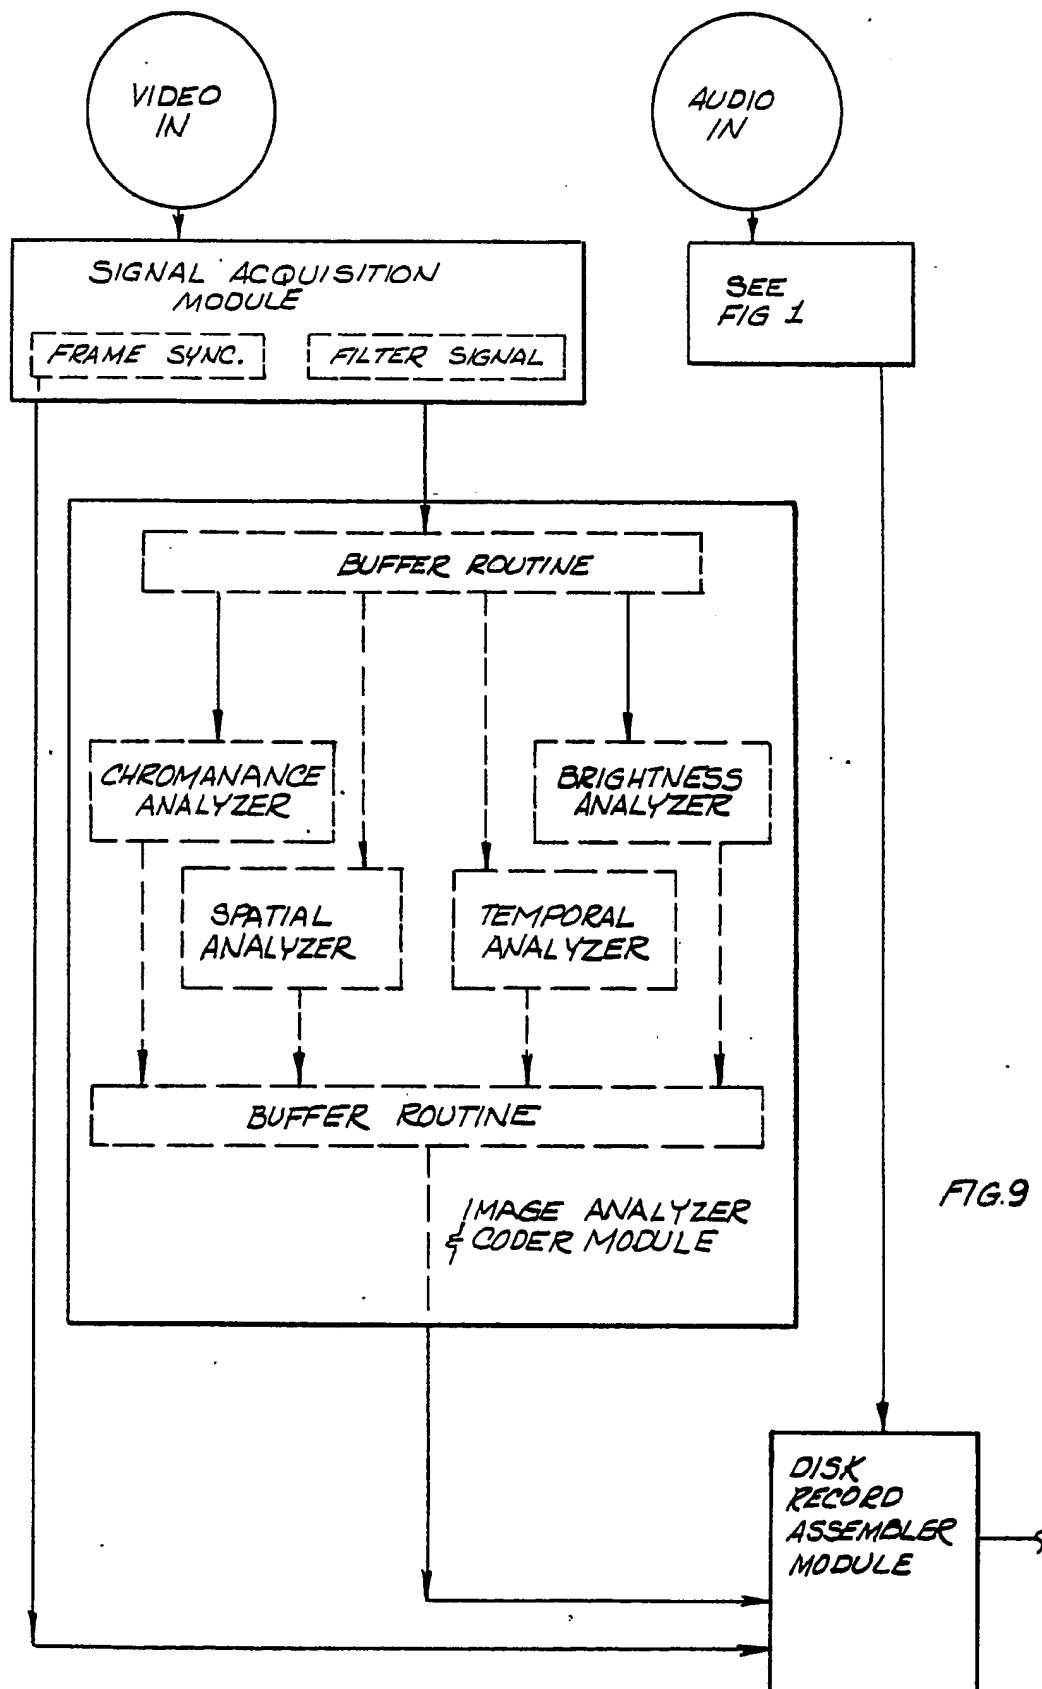 VIDEO
IN
AUDIO
IN
SIGNAL ACQUISITION
MODULE
FRAME SYNC.
FILTER SIGNAL
SEE
FIG 1
BUFFER ROUTINE
CHROMANANCE
ANALYZER
BRIGHTNESS
ANALYZER
SPATIAL
ANALYZER
TEMPORAL
ANALYZER
BUFFER ROUTINE
IMAGE ANALYZER
& CODER MODULE
FIG.9
DISK
RECORD
ASSEMBLER
MODULE